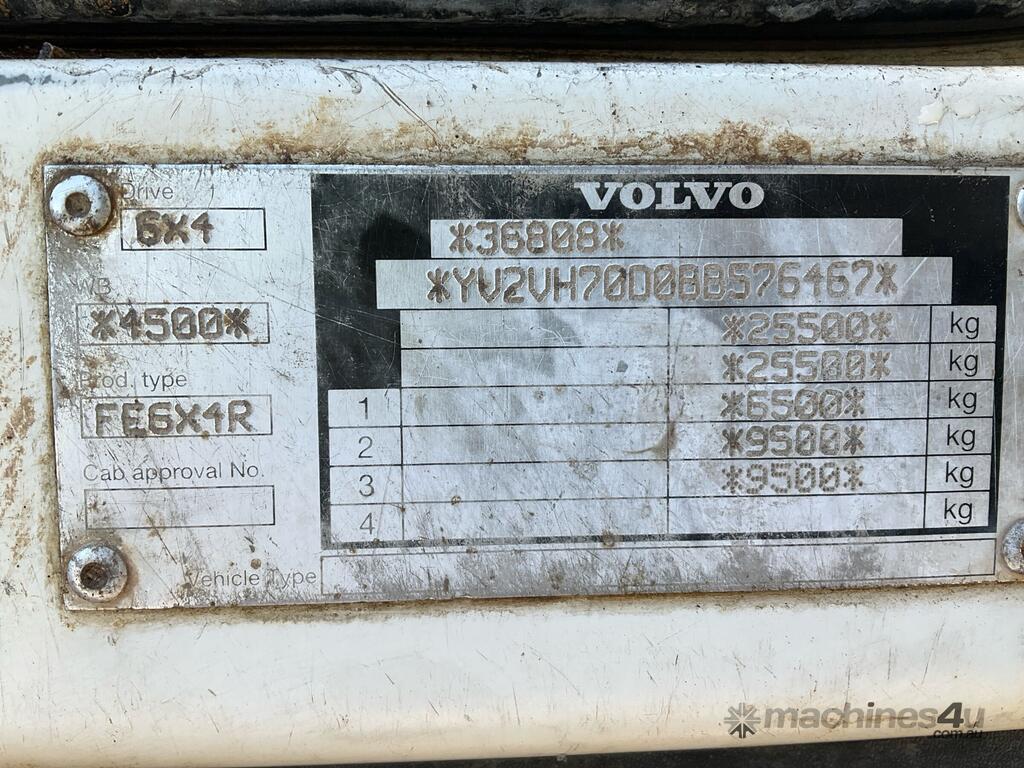 Drive
6X4
WB
*4500*
Prod. type
FE6X4R
Cab approval No.
Vehicle Type
VOLVO
*36808*
*YV2VH70D0BB576467*
*25500* kg
*25500* kg
1 *6500* kg
2 *9500* kg
3 *9500* kg
4 kg
machines4u
.com.au